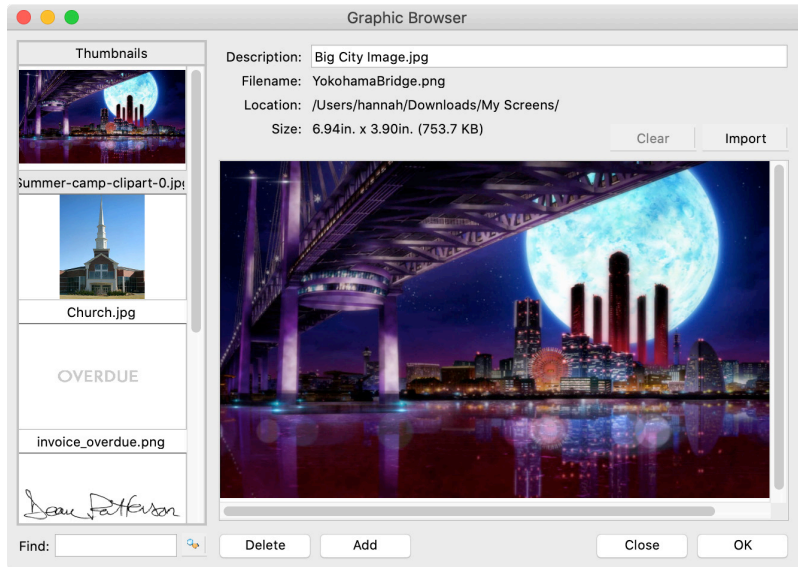 Graphic Browser
Thumbnails
Summer-camp-clipart-0.jpg
Church.jpg
OVERDUE
invoice_overdue.png
Dean Patterson
Find:
Description: Big City Image.jpg
Filename: YokohamaBridge.png
Location: /Users/hannah/Downloads/My Screens/
Size: 6.94in. x 3.90in. (753.7 KB)
Clear Import
Delete Add Close OK